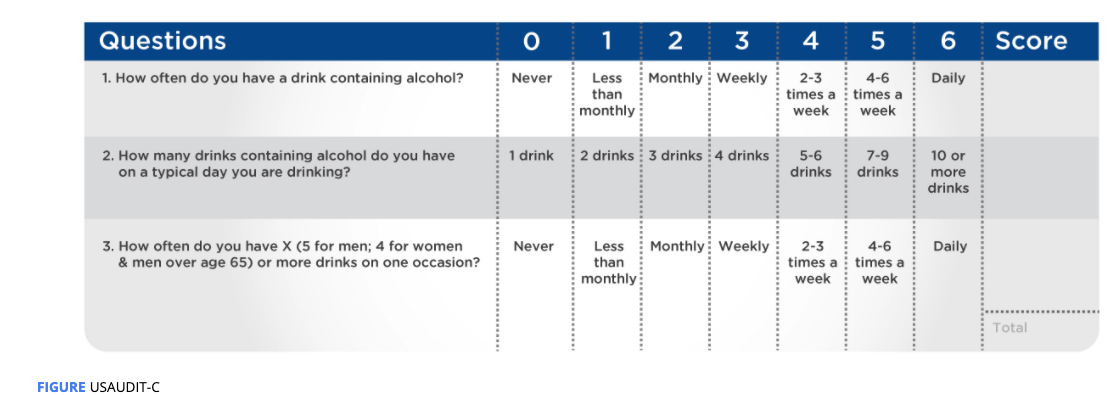 Questions 0 1 2 3 4 5 6 Score
1. How often do you have a drink containing alcohol? Never Less than monthly Monthly Weekly 2-3 times a week 4-6 times a week Daily
2. How many drinks containing alcohol do you have on a typical day you are drinking? 1 drink 2 drinks 3 drinks 4 drinks 5-6 drinks 7-9 drinks 10 or more drinks
3. How often do you have X (5 for men; 4 for women & men over age 65) or more drinks on one occasion? Never Less than monthly Monthly Weekly 2-3 times a week 4-6 times a week Daily
Total
FIGURE USAUDIT-C